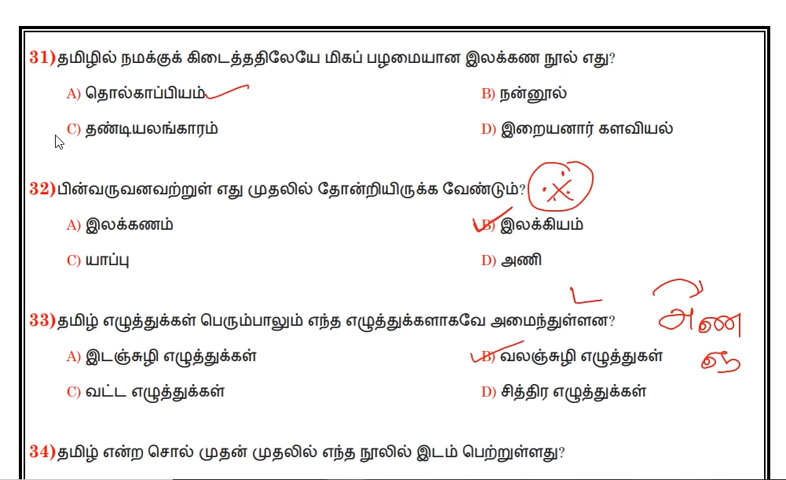 31)தமிழில் நமக்குக் கிடைத்ததிலேயே மிகப் பழமையான இலக்கண நூல் எது?
A) தொல்காப்பியம் B) நன்னூல்
C) தண்டியலங்காரம் D) இறையனார் களவியல்
32)பின்வருவனவற்றுள் எது முதலில் தோன்றியிருக்க வேண்டும்?
A) இலக்கணம் B) இலக்கியம்
C) யாப்பு D) அணி
33)தமிழ் எழுத்துக்கள் பெரும்பாலும் எந்த எழுத்துக்களாகவே அமைந்துள்ளன? அண
A) இடஞ்சுழி எழுத்துக்கள் B) வலஞ்சுழி எழுத்துகள்
C) வட்ட எழுத்துக்கள் D) சித்திர எழுத்துக்கள்
34)தமிழ் என்ற சொல் முதன் முதலில் எந்த நூலில் இடம் பெற்றுள்ளது?